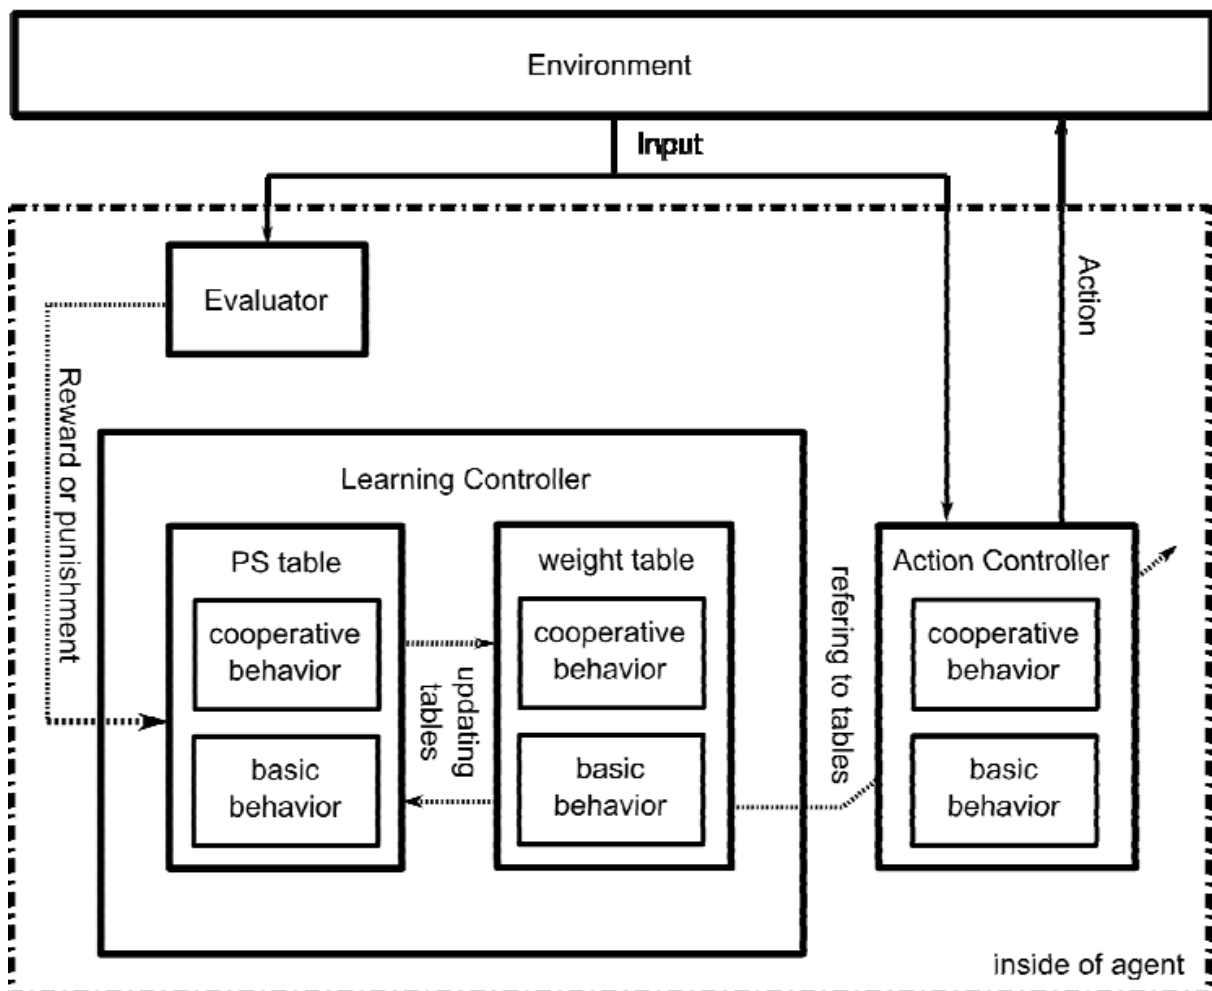 Environment
Input
Action
Evaluator
Reward or punishment
Learning Controller
PS table
cooperative
behavior
basic
behavior
updating
tables
weight table
cooperative
behavior
basic
behavior
refering to tables
Action Controller
cooperative
behavior
basic
behavior
inside of agent